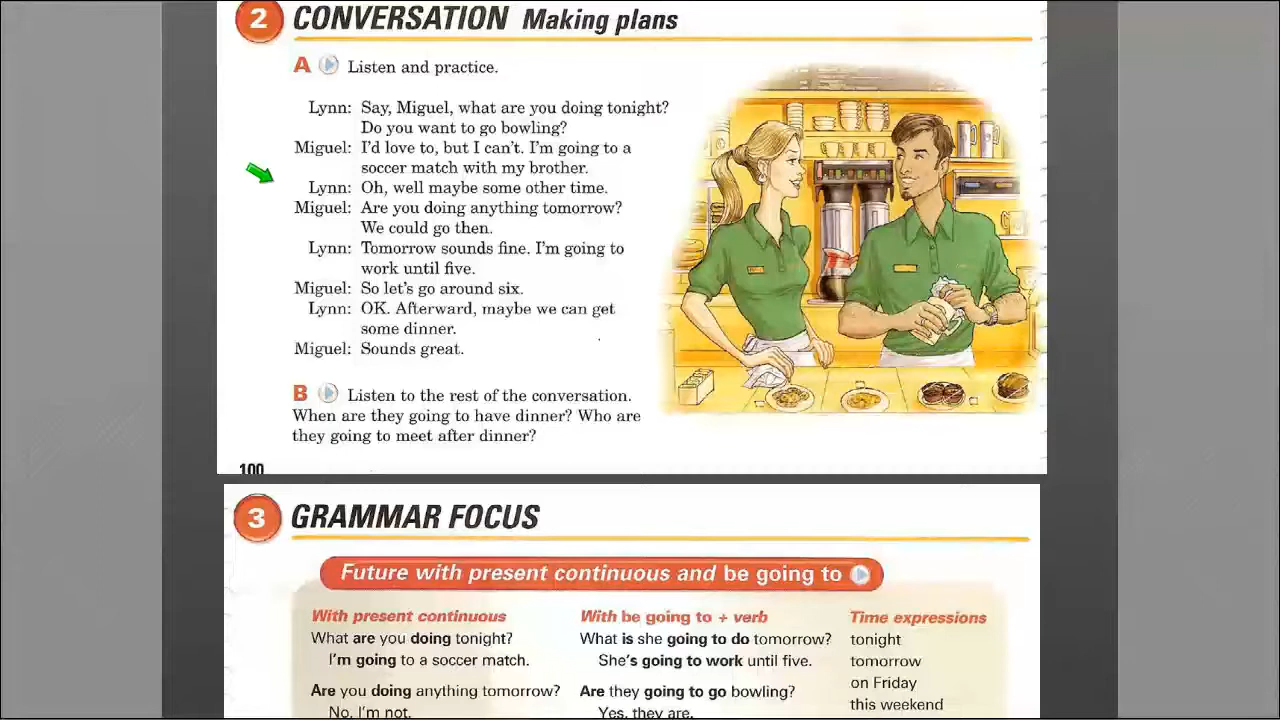 2 CONVERSATION Making plans
A Listen and practice.
Lynn: Say, Miguel, what are you doing tonight?
Do you want to go bowling?
Miguel: I'd love to, but I can't. I'm going to a
soccer match with my brother.
Lynn: Oh, well maybe some other time.
Miguel: Are you doing anything tomorrow?
We could go then.
Lynn: Tomorrow sounds fine. I'm going to
work until five.
Miguel: So let's go around six.
Lynn: OK. Afterward, maybe we can get
some dinner.
Miguel: Sounds great.
B Listen to the rest of the conversation.
When are they going to have dinner? Who are
they going to meet after dinner?
100
3 GRAMMAR FOCUS
Future with present continuous and be going to
With present continuous
What are you doing tonight?
I'm going to a soccer match.
Are you doing anything tomorrow?
No, I'm not.
With be going to + verb
What is she going to do tomorrow?
She's going to work until five.
Are they going to go bowling?
Yes, they are.
Time expressions
tonight
tomorrow
on Friday
this weekend